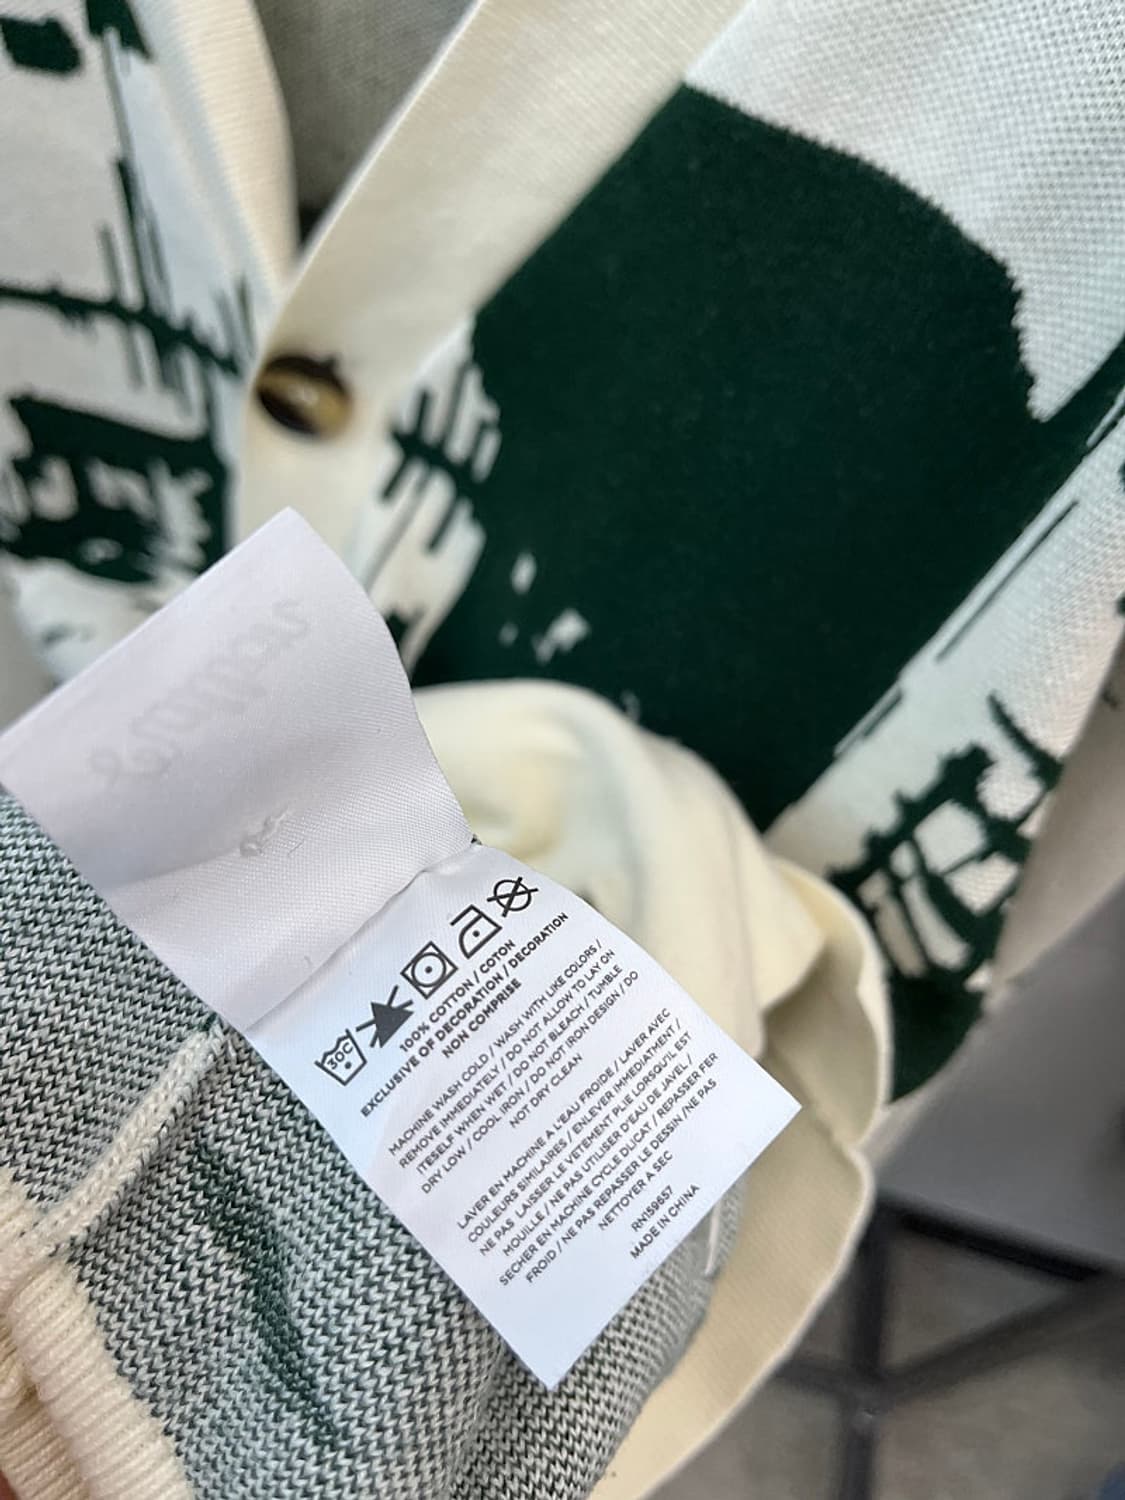 30C
100% COTTON / COTON
EXCLUSIVE OF DECORATION / DECORATION
NON COMPRISE
MACHINE WASH COLD / WASH WITH LIKE COLORS /
REMOVE IMMEDIATELY / DO NOT ALLOW TO LAY ON
ITESELF WHEN WET / DO NOT BLEACH / TUMBLE
DRY LOW / COOL IRON / DO NOT IRON DESIGN / DO
NOT DRY CLEAN
LAVER EN MACHINE A L'EAU FROIDE / LAVER AVEC
COULEURS SIMILAIRES / ENLEVER IMMEDIATMENT /
NE PAS LAISSER LE VETEMENT PLIE LORSQU'IL EST
MOUILLE / NE PAS UTILISER D'EAU DE JAVEL /
SECHER EN MACHINE CYCLE DLICAT / REPASSER FER
FROID / NE PAS REPASSER LE DESSIN /NE PAS
NETTOYER A SEC
RN159657
MADE IN CHINA